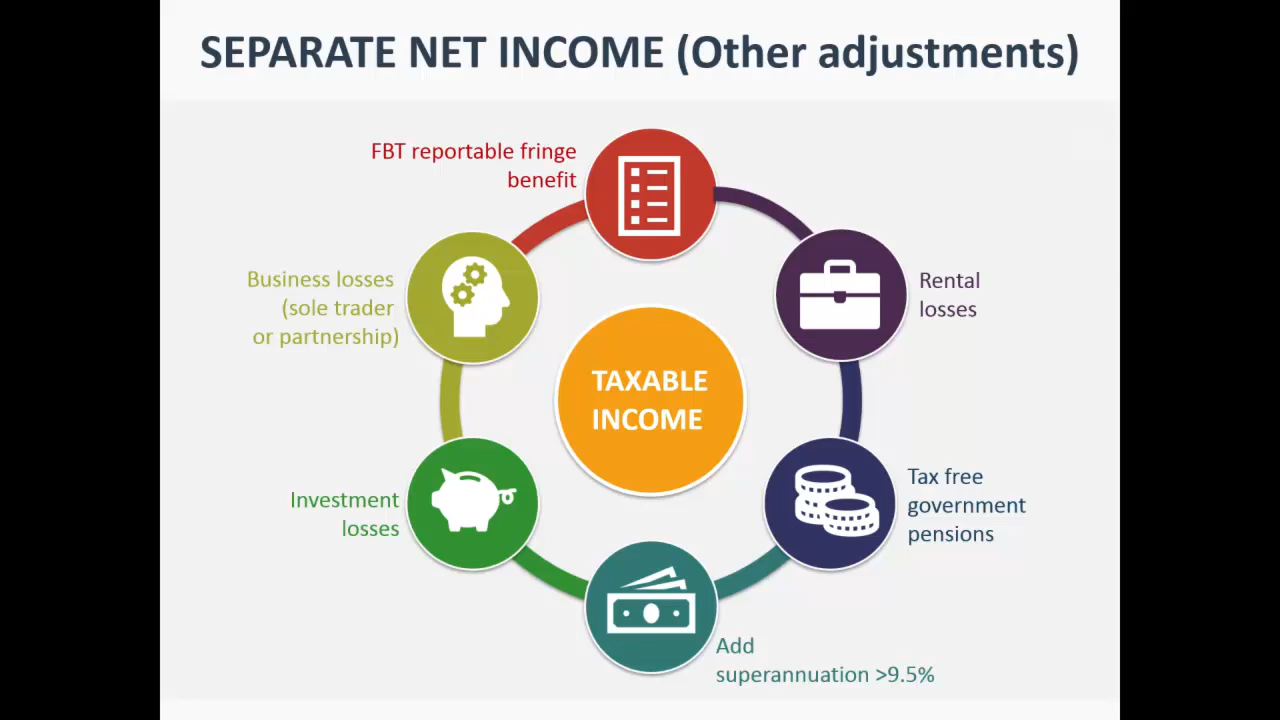 SEPARATE NET INCOME (Other adjustments)
FBT reportable fringe
benefit
Rental
losses
Business losses
(sole trader
or partnership)
TAXABLE
INCOME
Investment
losses
Tax free
government
pensions
Add
superannuation >9.5%